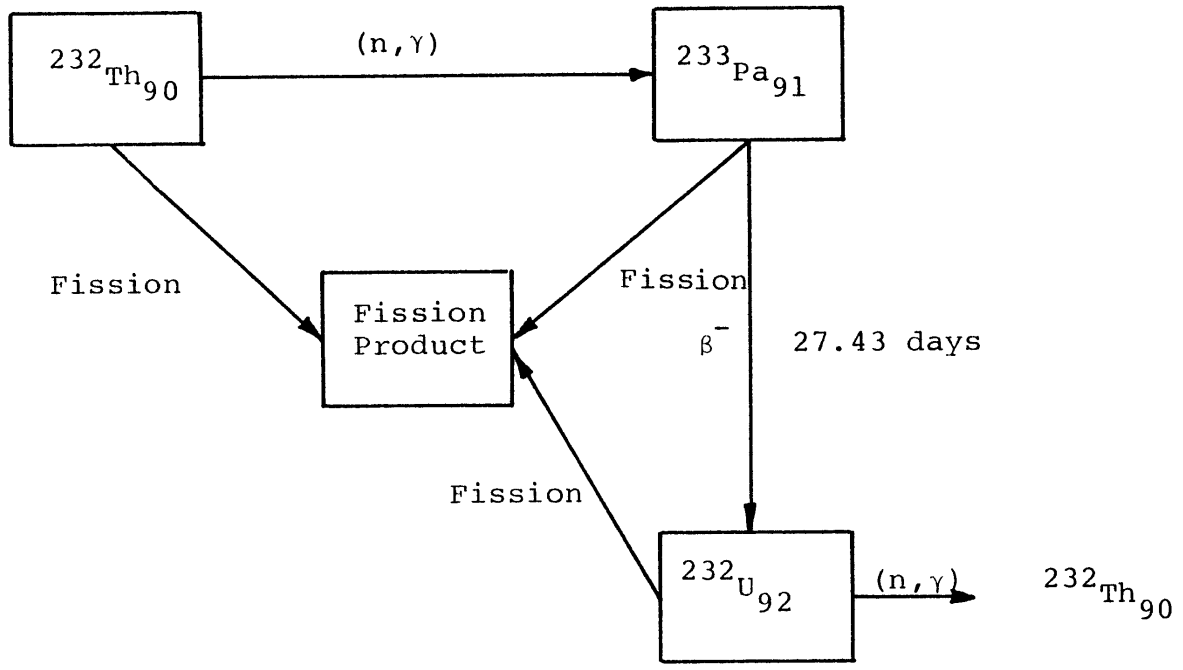 (n,γ)
²³²Th₉₀
²³³Pa₉₁
Fission
Fission
Product
Fission
β⁻
27.43 days
Fission
²³²U₉₂
(n,γ)
²³²Th₉₀